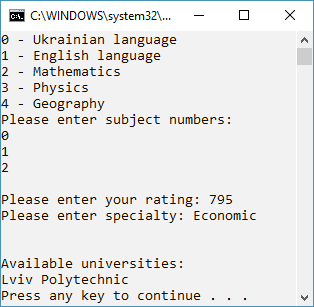 C:\WINDOWS\system32\...
0 - Ukrainian language
1 - English language
2 - Mathematics
3 - Physics
4 - Geography
Please enter subject numbers:
0
1
2
Please enter your rating: 795
Please enter specialty: Economic
Available universities:
Lviv Polytechnic
Press any key to continue . . .